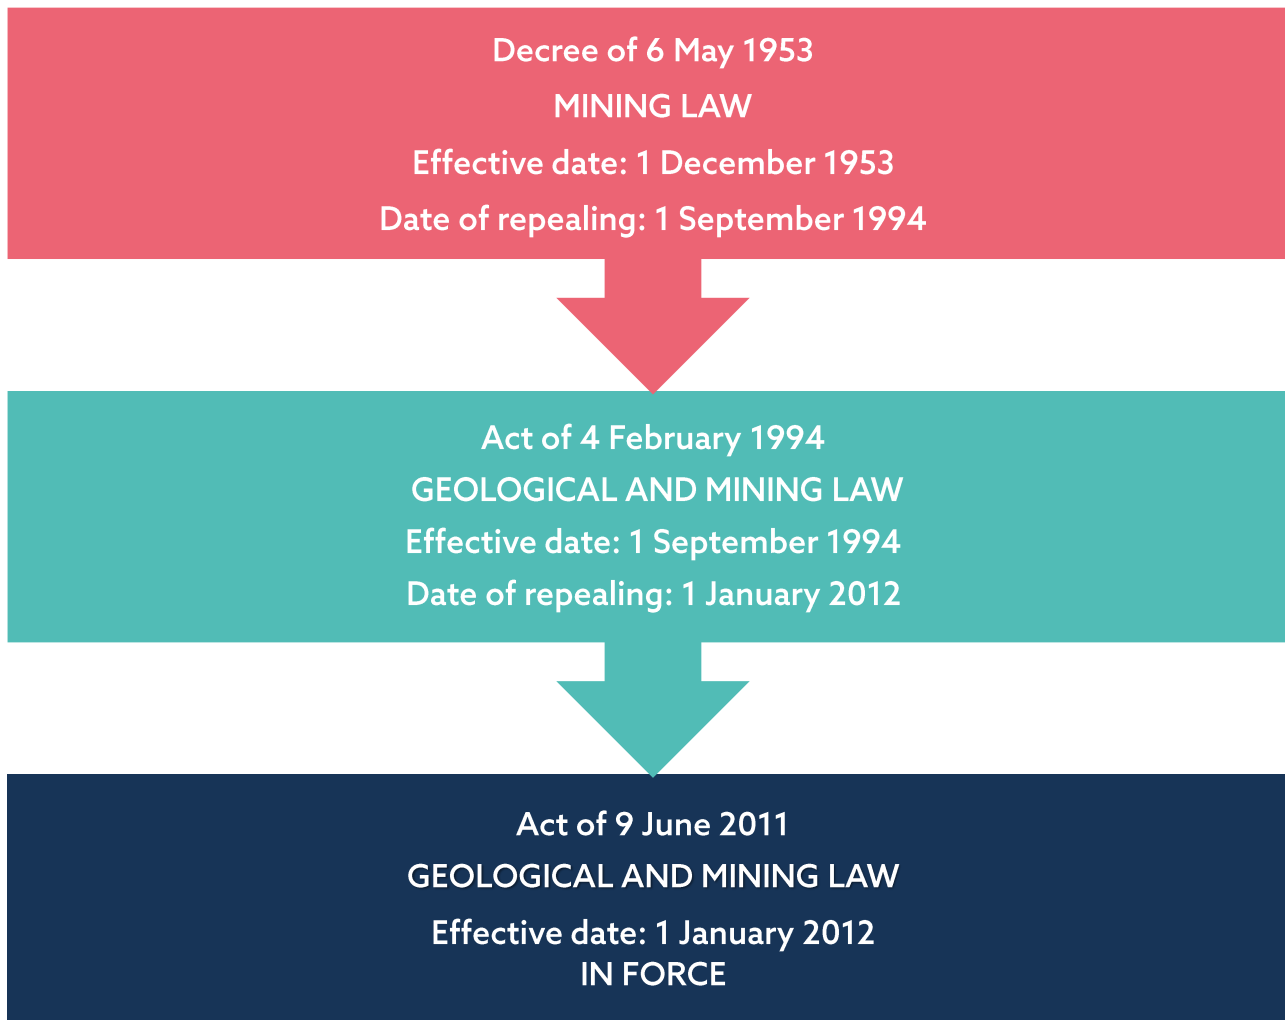 Decree of 6 May 1953
MINING LAW
Effective date: 1 December 1953
Date of repealing: 1 September 1994
Act of 4 February 1994
GEOLOGICAL AND MINING LAW
Effective date: 1 September 1994
Date of repealing: 1 January 2012
Act of 9 June 2011
GEOLOGICAL AND MINING LAW
Effective date: 1 January 2012
IN FORCE